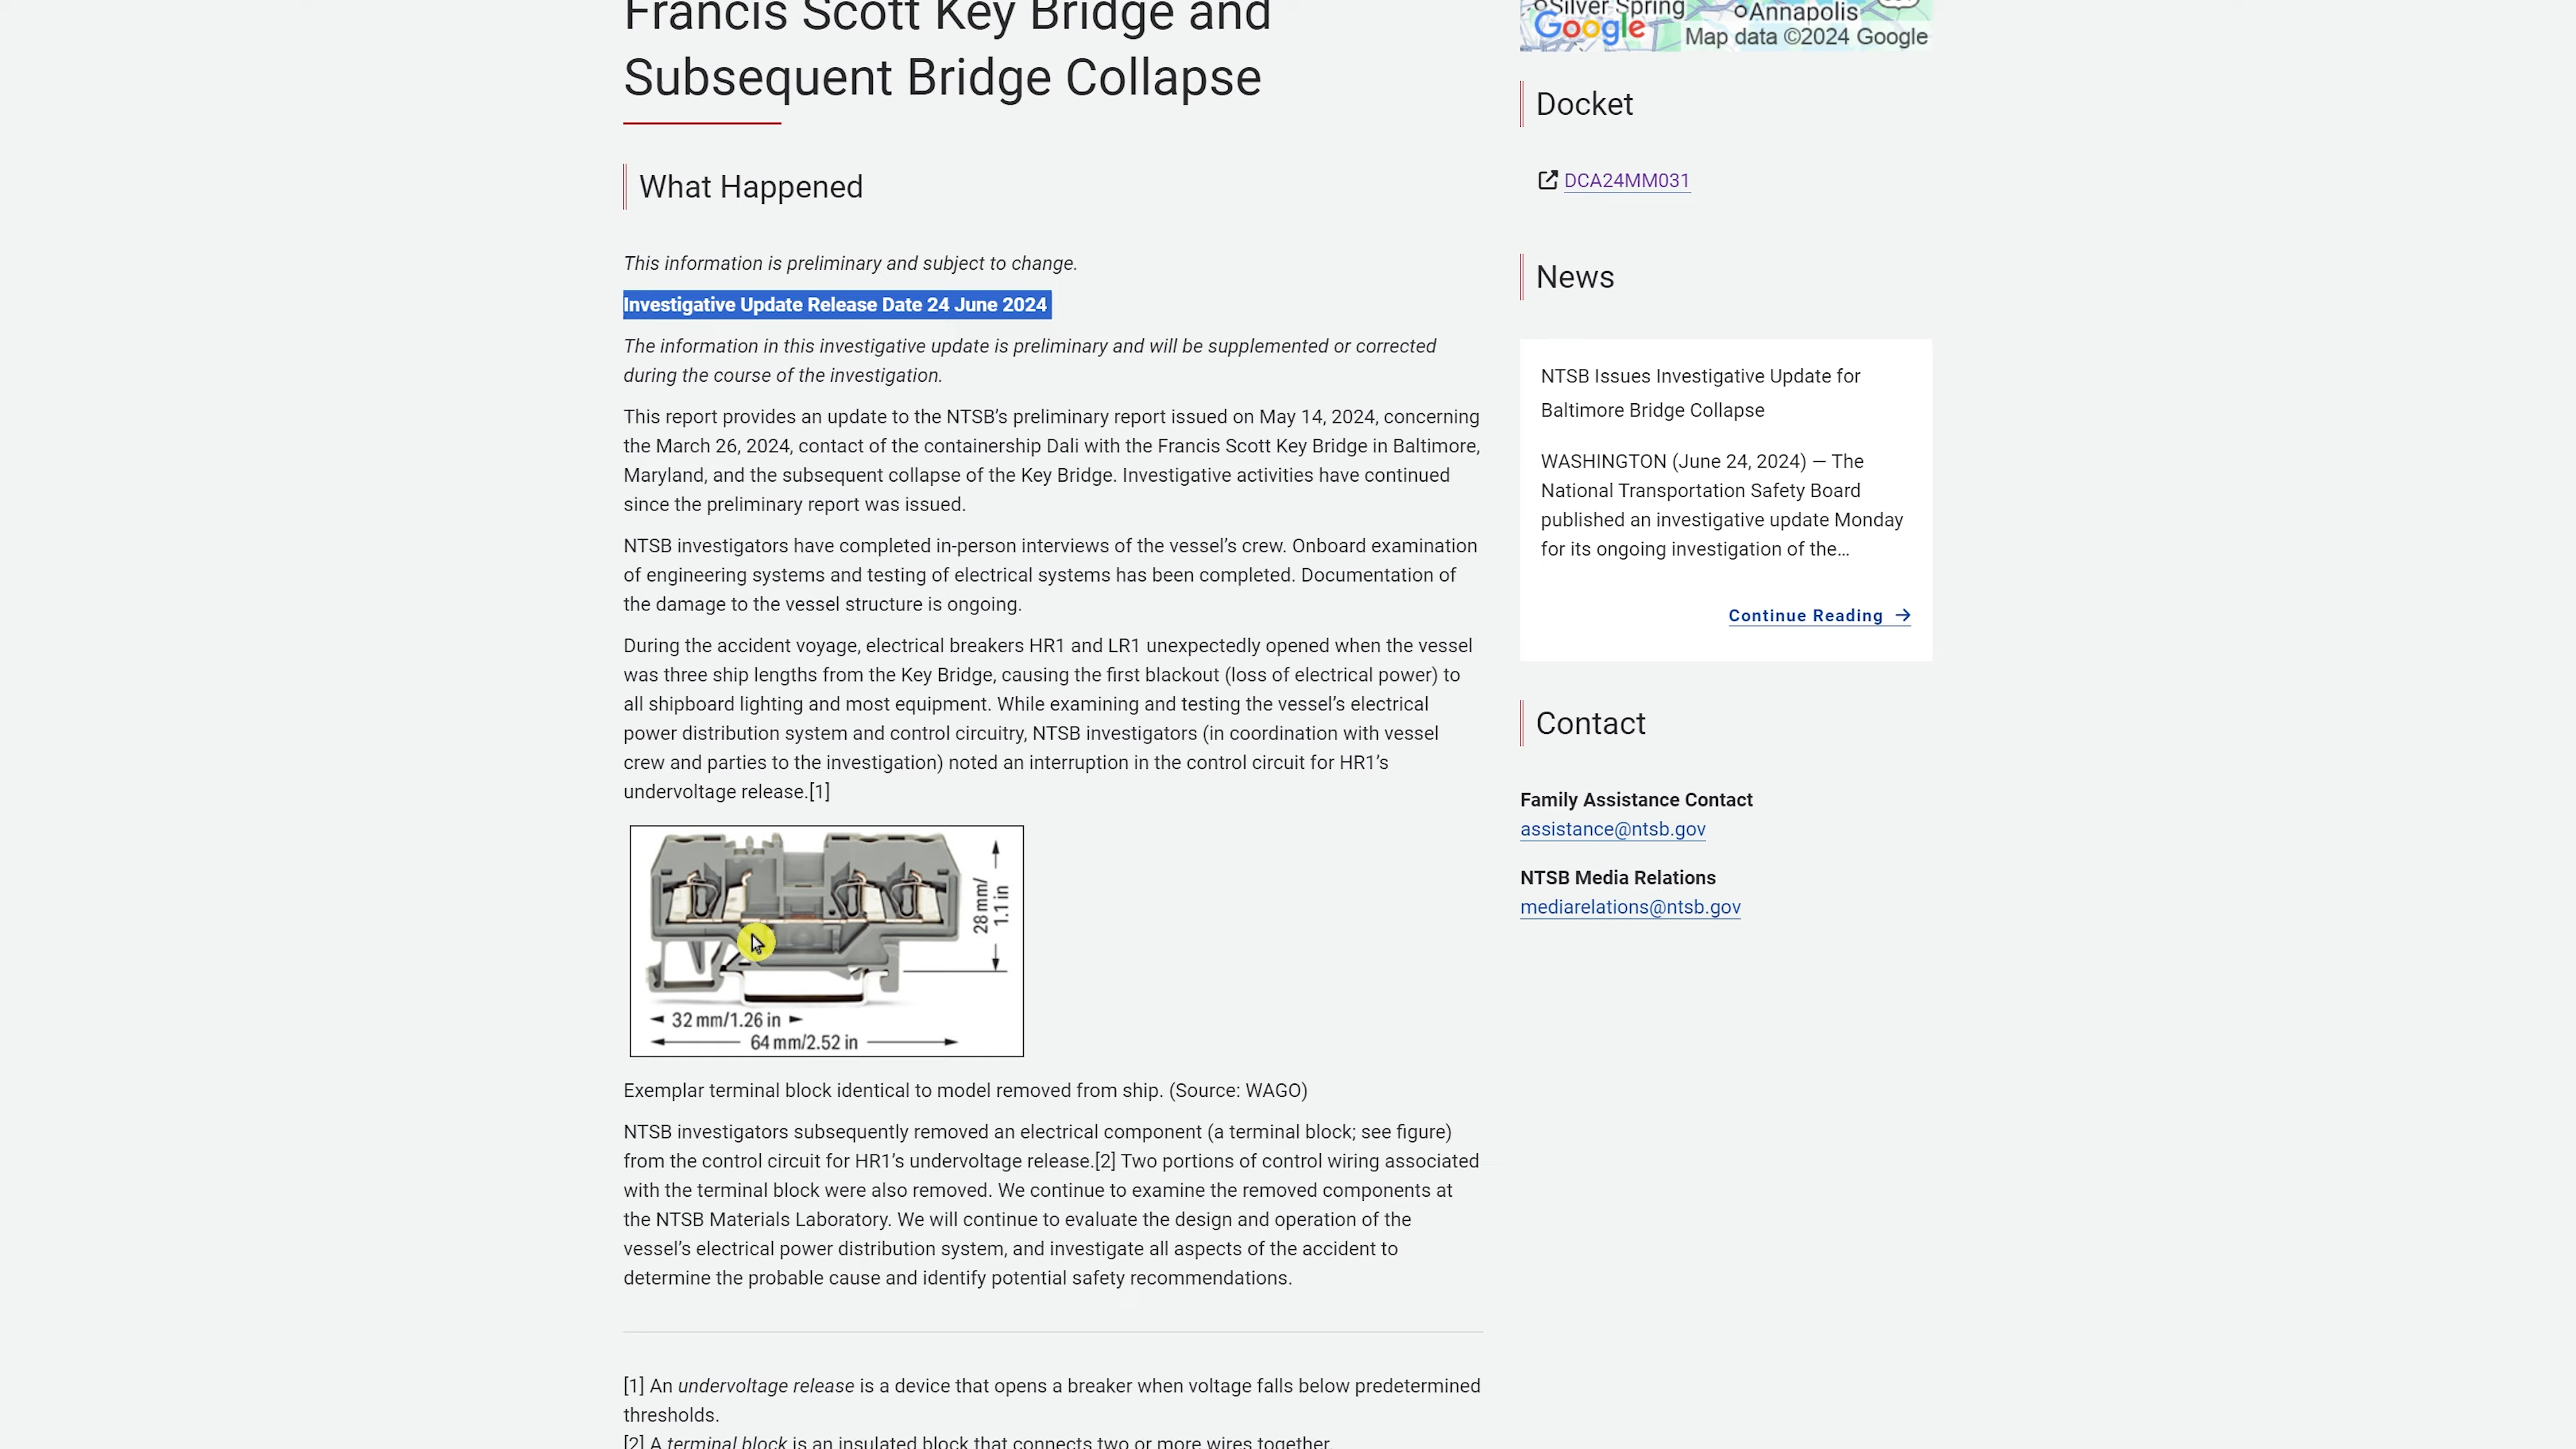 Francis Scott Key Bridge and
Subsequent Bridge Collapse
What Happened
This information is preliminary and subject to change.
Investigative Update Release Date 24 June 2024
The information in this investigative update is preliminary and will be supplemented or corrected
during the course of the investigation.
This report provides an update to the NTSB’s preliminary report issued on May 14, 2024, concerning
the March 26, 2024, contact of the containership Dali with the Francis Scott Key Bridge in Baltimore,
Maryland, and the subsequent collapse of the Key Bridge. Investigative activities have continued
since the preliminary report was issued.
NTSB investigators have completed in-person interviews of the vessel’s crew. Onboard examination
of engineering systems and testing of electrical systems has been completed. Documentation of
the damage to the vessel structure is ongoing.
During the accident voyage, electrical breakers HR1 and LR1 unexpectedly opened when the vessel
was three ship lengths from the Key Bridge, causing the first blackout (loss of electrical power) to
all shipboard lighting and most equipment. While examining and testing the vessel’s electrical
power distribution system and control circuitry, NTSB investigators (in coordination with vessel
crew and parties to the investigation) noted an interruption in the control circuit for HR1’s
undervoltage release.[1]
28 mm/
1.1 in
32 mm/1.26 in
64 mm/2.52 in
Exemplar terminal block identical to model removed from ship. (Source: WAGO)
NTSB investigators subsequently removed an electrical component (a terminal block; see figure)
from the control circuit for HR1’s undervoltage release.[2] Two portions of control wiring associated
with the terminal block were also removed. We continue to examine the removed components at
the NTSB Materials Laboratory. We will continue to evaluate the design and operation of the
vessel’s electrical power distribution system, and investigate all aspects of the accident to
determine the probable cause and identify potential safety recommendations.
[1] An undervoltage release is a device that opens a breaker when voltage falls below predetermined
thresholds.
[2] A terminal block is an insulated block that connects two or more wires together.
Silver Spring
Annapolis
Google
Map data ©2024 Google
Docket
DCA24MM031
News
NTSB Issues Investigative Update for
Baltimore Bridge Collapse
WASHINGTON (June 24, 2024) — The
National Transportation Safety Board
published an investigative update Monday
for its ongoing investigation of the…
Continue Reading →
Contact
Family Assistance Contact
assistance@ntsb.gov
NTSB Media Relations
mediarelations@ntsb.gov